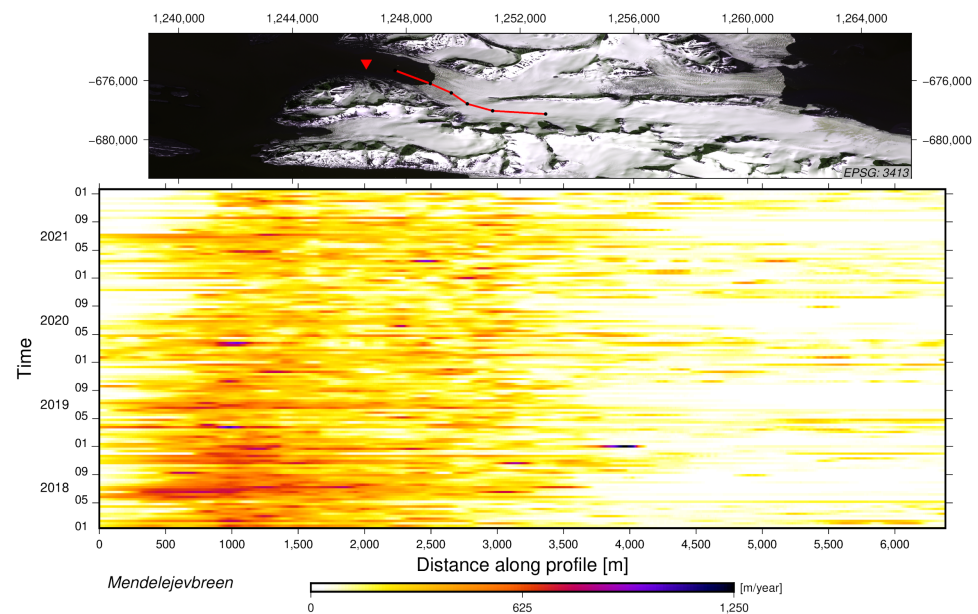 1,240,000 1,244,000 1,248,000 1,252,000 1,256,000 1,260,000 1,264,000
−676,000 −676,000
−680,000 −680,000
EPSG: 3413
01
09
2021
05
01
09
2020
05
01
09
2019
05
01
09
2018
05
01
Time
0 500 1000 1,500 2,000 2,500 3,000 3,500 4,000 4,500 5,000 5,500 6,000
Distance along profile [m]
Mendelejevbreen
[m/year]
0 625 1,250